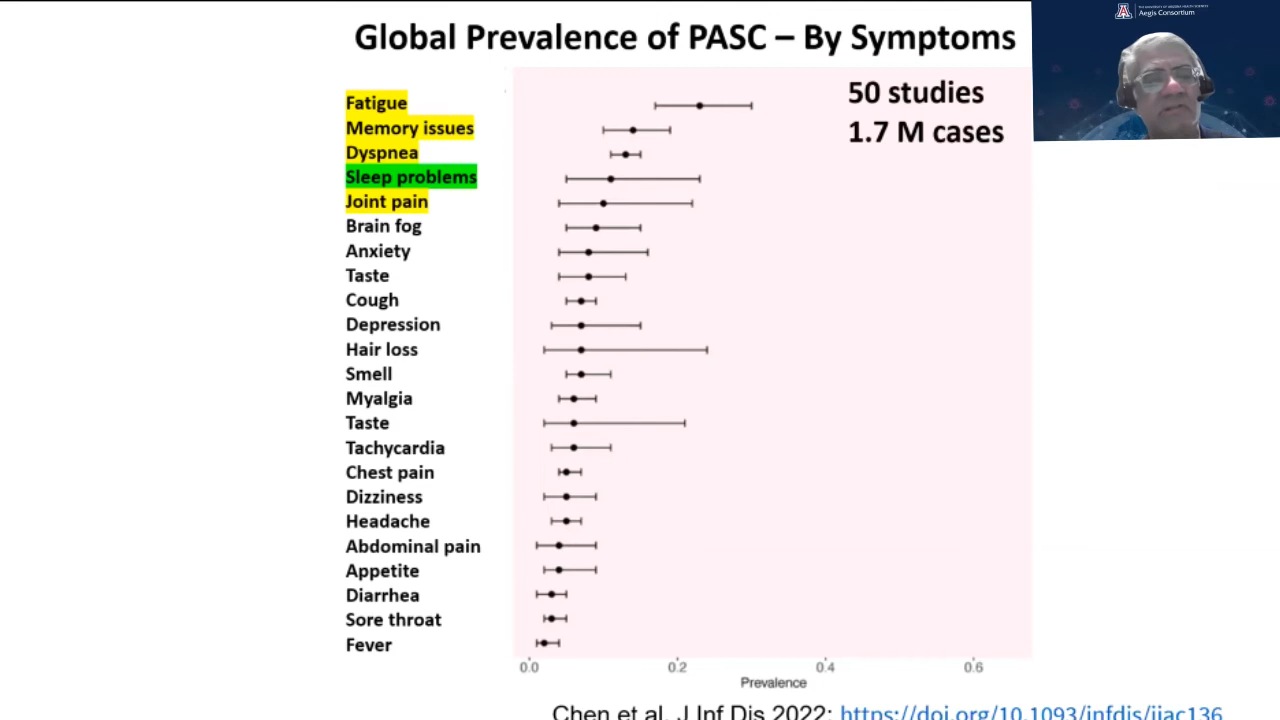 Global Prevalence of PASC – By Symptoms
Aegis Consortium
50 studies
1.7 M cases
Fatigue
Memory issues
Dyspnea
Sleep problems
Joint pain
Brain fog
Anxiety
Taste
Cough
Depression
Hair loss
Smell
Myalgia
Taste
Tachycardia
Chest pain
Dizziness
Headache
Abdominal pain
Appetite
Diarrhea
Sore throat
Fever
0.0 0.2 0.4 0.6
Prevalence
Chen et al. J Inf Dis 2022; https://doi.org/10.1093/infdis/jiac136